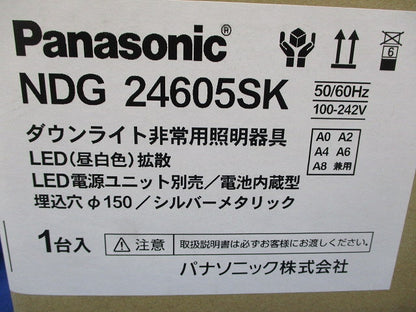 Panasonic®
6
NDG 24605SK
50/60Hz
100-242V
ダウンライト非常用照明器具
LED(昼白色)拡散
LED電源ユニット別売/電池内蔵型
埋込穴φ150/シルバーメタリック
A0 A2
A4 A6
A8 兼用
1台入
注意
取扱説明書は必ずお客様にお渡しください。
パナソニック株式会社